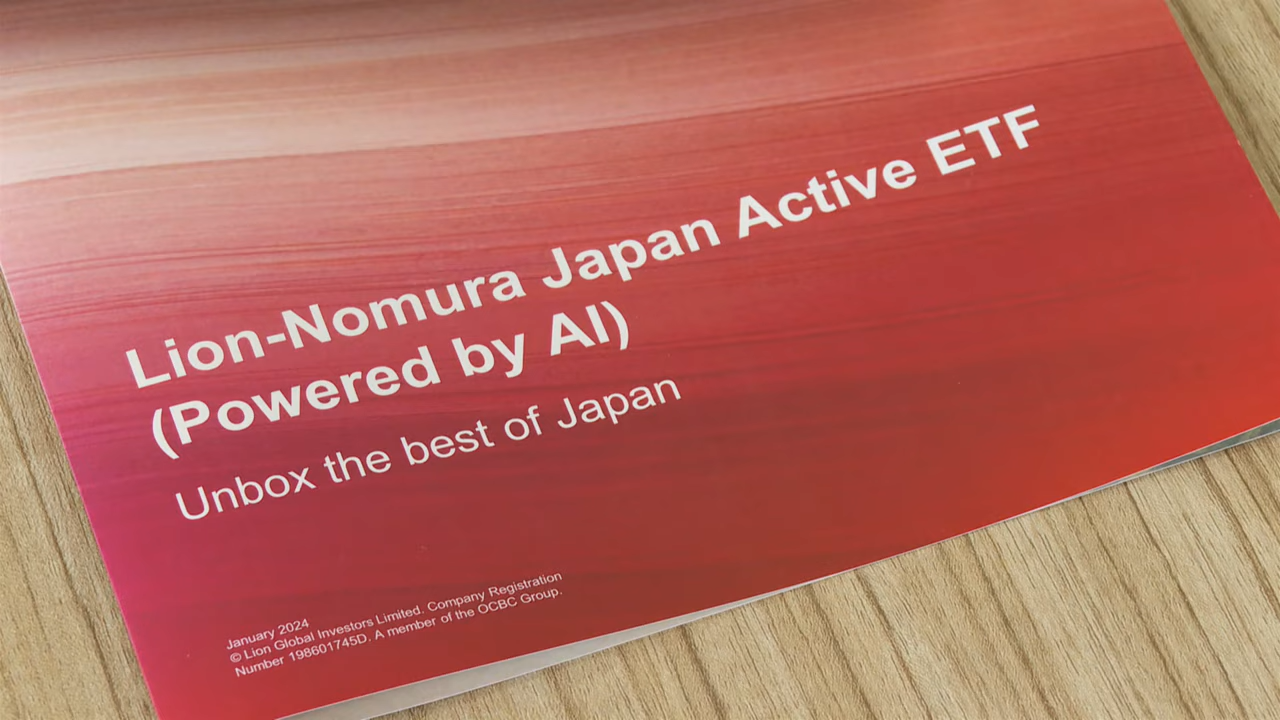 Lion-Nomura Japan Active ETF
(Powered by AI)
Unbox the best of Japan
January 2024
© Lion Global Investors Limited. Company Registration
Number 198601745D. A member of the OCBC Group.